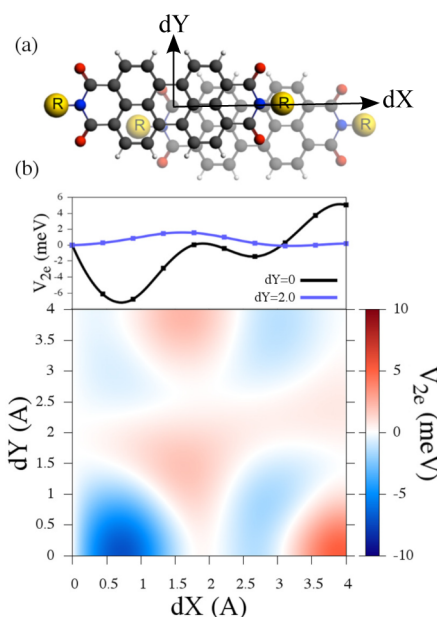 (a)
dY
dX
R
R
R
R
(b)
V2e (meV)
6
4
2
0
-2
-4
-6
dY=0
dY=2.0
dY (A)
4
3.5
3
2.5
2
1.5
1
0.5
0
0 0.5 1 1.5 2 2.5 3 3.5 4
dX (A)
10
5
0
-5
-10
V2e (meV)